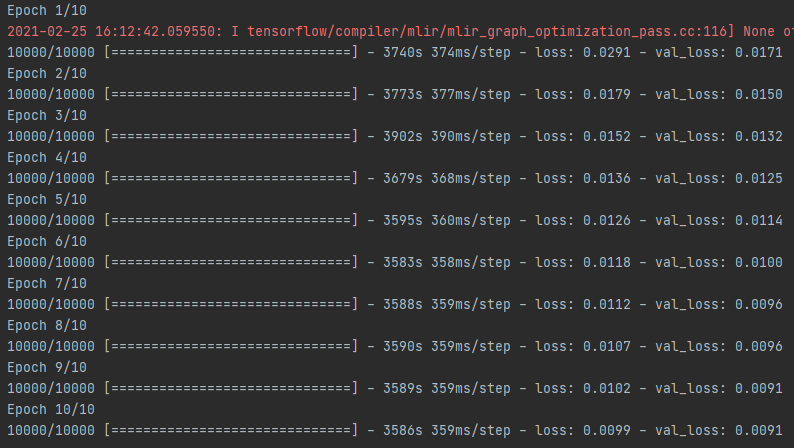 Epoch 1/10
2021-02-25 16:12:42.059550: I tensorflow/compiler/mlir/mlir_graph_optimization_pass.cc:116] None
10000/10000 [==============================] - 3740s 374ms/step - loss: 0.0291 - val_loss: 0.0171
Epoch 2/10
10000/10000 [==============================] - 3773s 377ms/step - loss: 0.0179 - val_loss: 0.0150
Epoch 3/10
10000/10000 [==============================] - 3902s 390ms/step - loss: 0.0152 - val_loss: 0.0132
Epoch 4/10
10000/10000 [==============================] - 3679s 368ms/step - loss: 0.0136 - val_loss: 0.0125
Epoch 5/10
10000/10000 [==============================] - 3595s 360ms/step - loss: 0.0126 - val_loss: 0.0114
Epoch 6/10
10000/10000 [==============================] - 3583s 358ms/step - loss: 0.0118 - val_loss: 0.0100
Epoch 7/10
10000/10000 [==============================] - 3588s 359ms/step - loss: 0.0112 - val_loss: 0.0096
Epoch 8/10
10000/10000 [==============================] - 3590s 359ms/step - loss: 0.0107 - val_loss: 0.0096
Epoch 9/10
10000/10000 [==============================] - 3589s 359ms/step - loss: 0.0102 - val_loss: 0.0091
Epoch 10/10
10000/10000 [==============================] - 3586s 359ms/step - loss: 0.0099 - val_loss: 0.0091